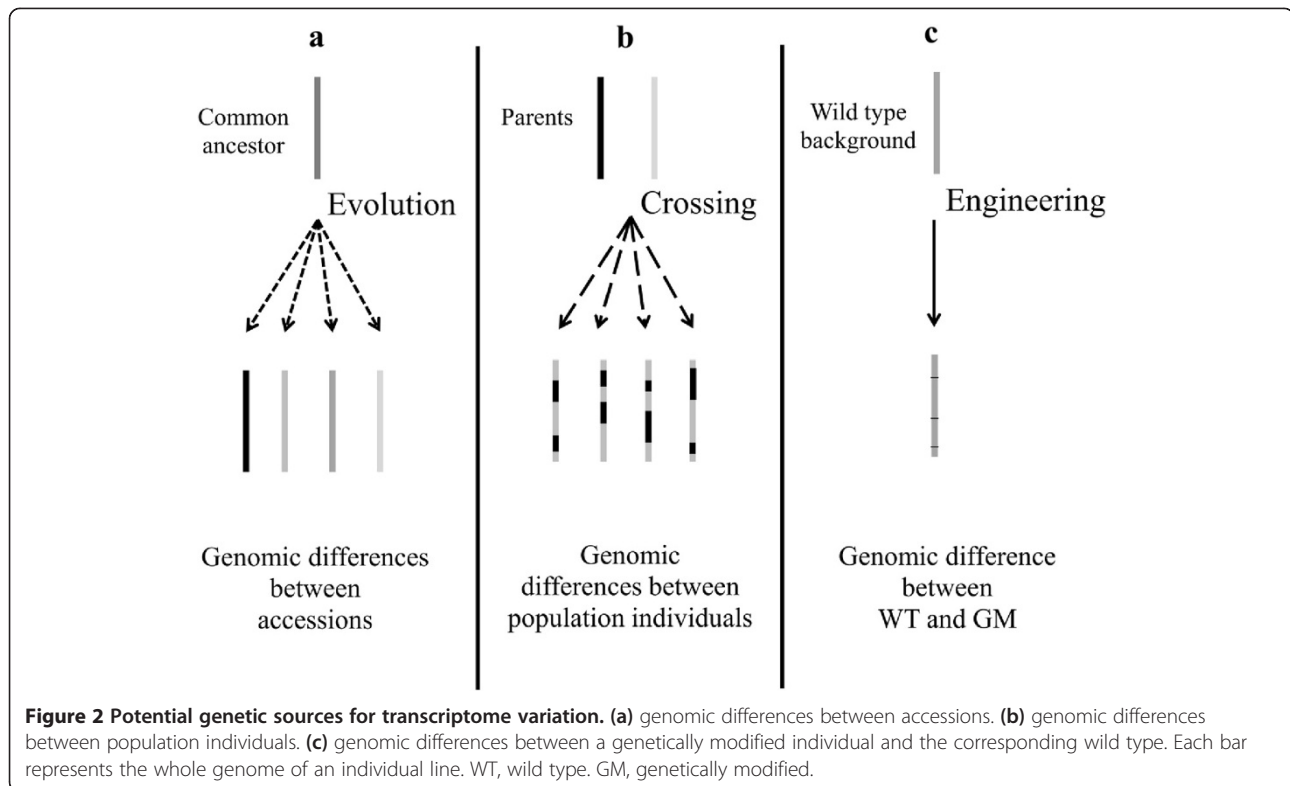 a
Common
ancestor
Evolution
Genomic differences
between
accessions
b
Parents
Crossing
Genomic
differences between
population individuals
c
Wild type
background
Engineering
Genomic difference
between
WT and GM
Figure 2 Potential genetic sources for transcriptome variation. (a) genomic differences between accessions. (b) genomic differences
between population individuals. (c) genomic differences between a genetically modified individual and the corresponding wild type. Each bar
represents the whole genome of an individual line. WT, wild type. GM, genetically modified.